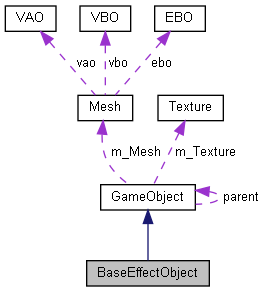 VAO VBO EBO
vao vbo ebo
Mesh Texture
m_Mesh m_Texture
GameObject parent
BaseEffectObject